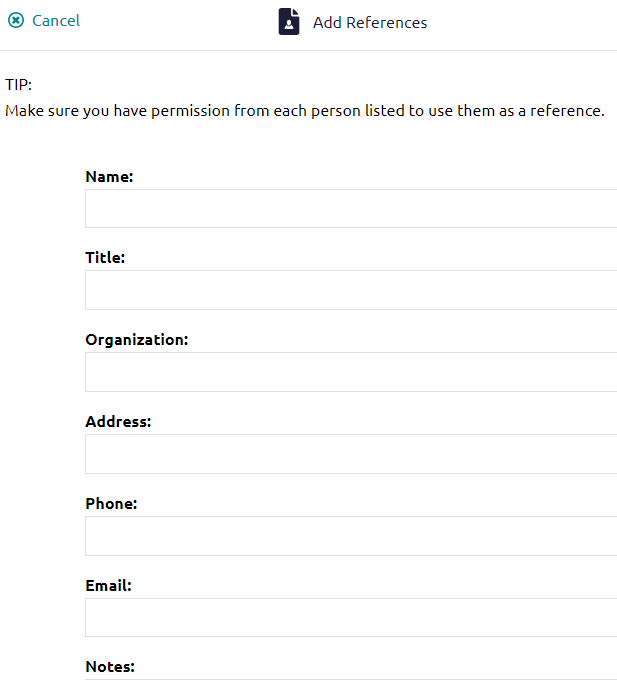 Cancel
Add References
TIP:
Make sure you have permission from each person listed to use them as a reference.
Name:
Title:
Organization:
Address:
Phone:
Email:
Notes: